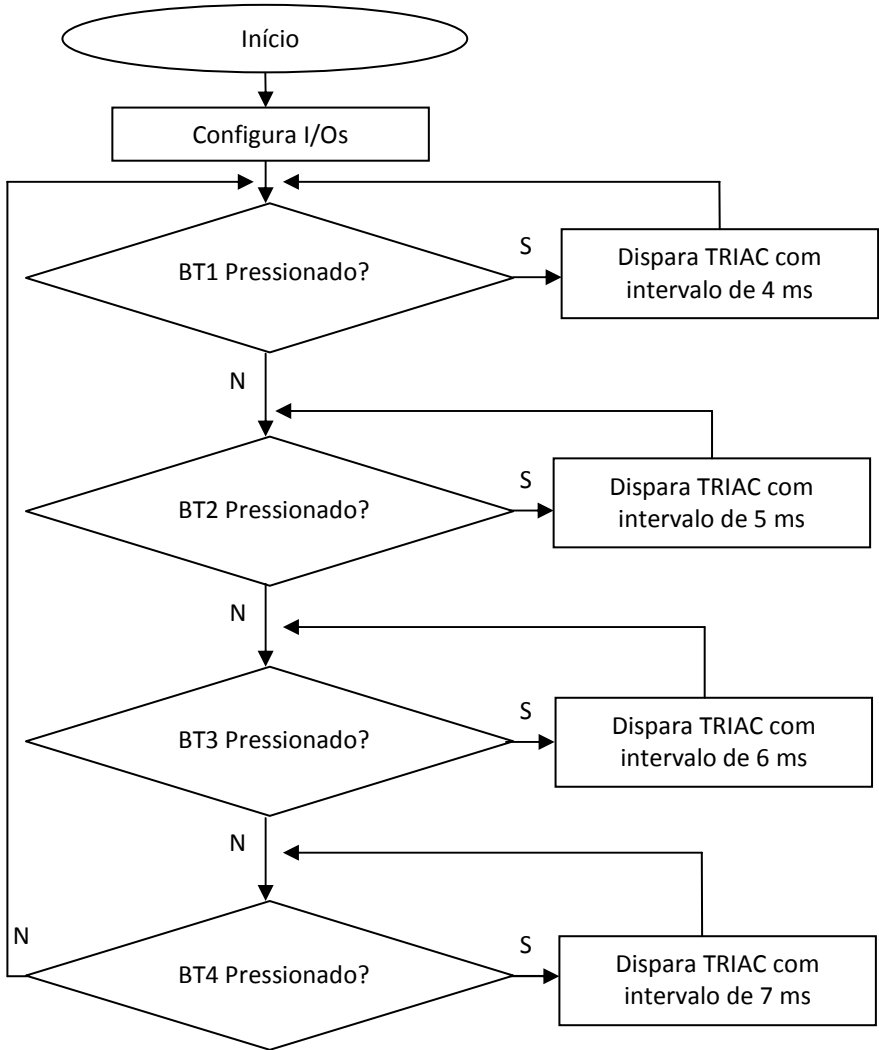 Início
Configura I/Os
BT1 Pressionado?
S
Dispara TRIAC com
intervalo de 4 ms
N
BT2 Pressionado?
S
Dispara TRIAC com
intervalo de 5 ms
N
BT3 Pressionado?
S
Dispara TRIAC com
intervalo de 6 ms
N
BT4 Pressionado?
S
Dispara TRIAC com
intervalo de 7 ms
N